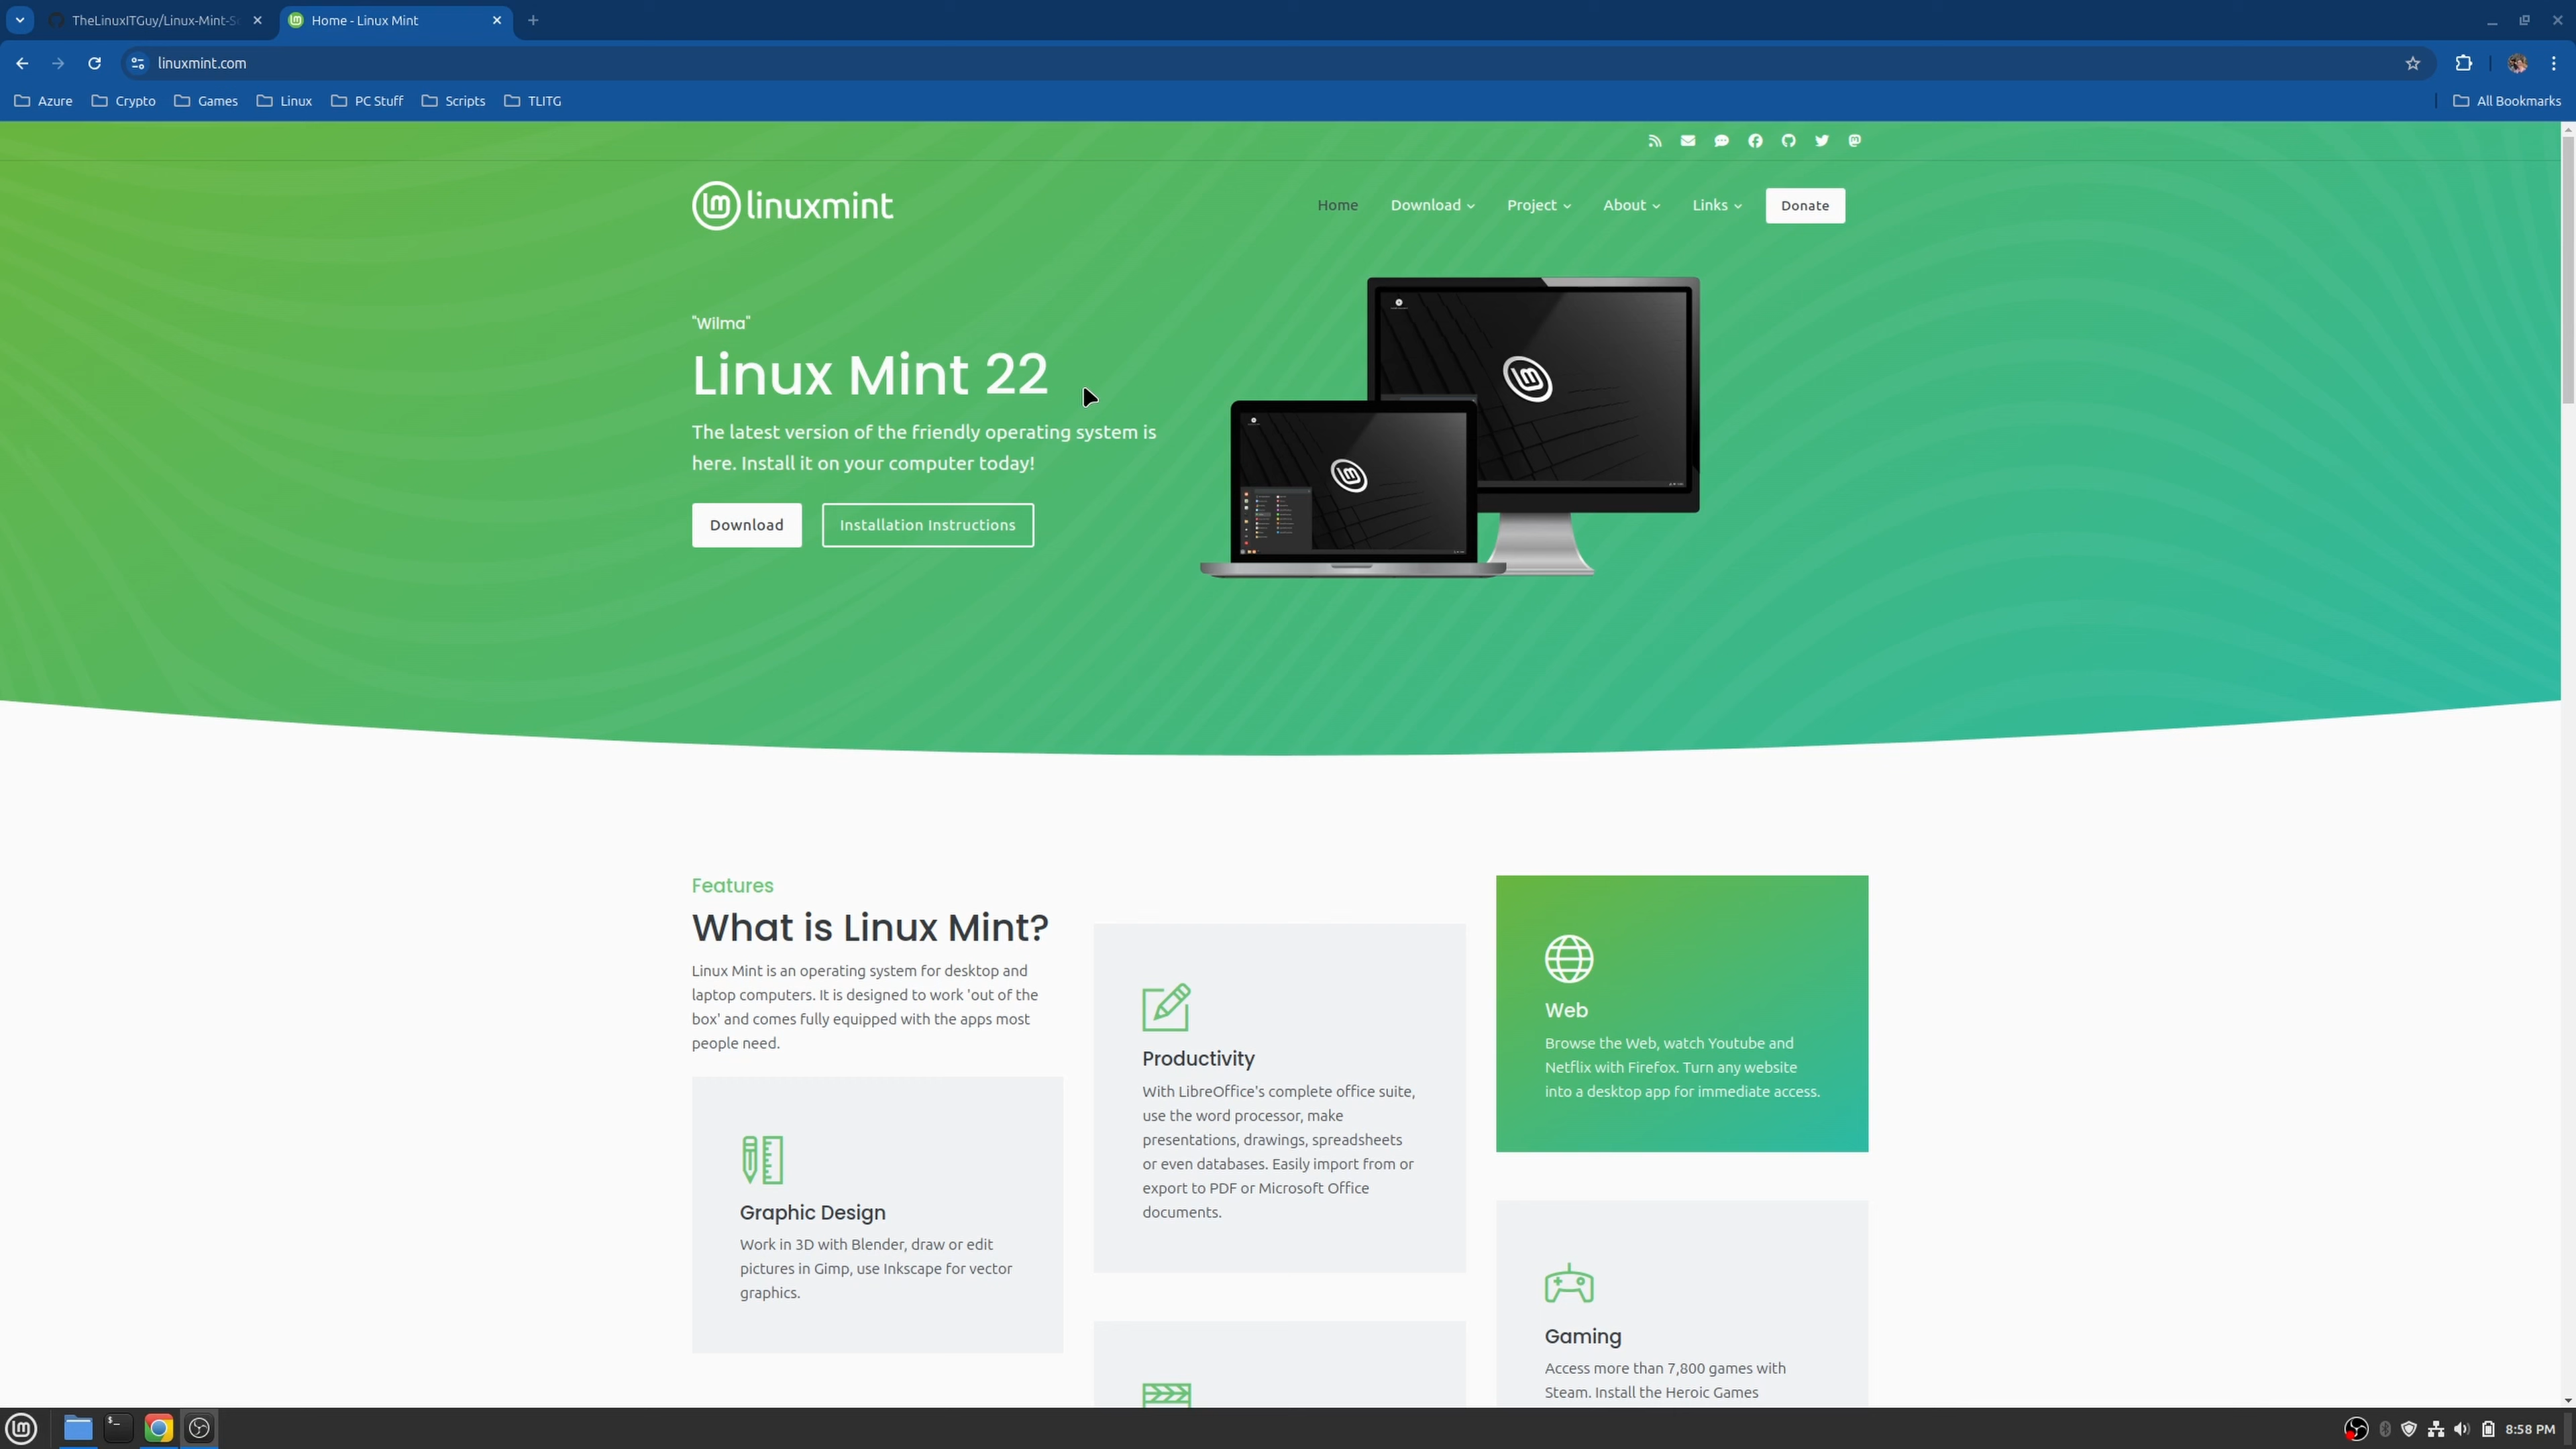 TheLinuxITGuy/Linux-Mint-S
Home - Linux Mint
linuxmint.com
Azure
Crypto
Games
Linux
PC Stuff
Scripts
TLITG
All Bookmarks
linuxmint
Home
Download
Project
About
Links
Donate
"Wilma"
Linux Mint 22
The latest version of the friendly operating system is
here. Install it on your computer today!
Download
Installation Instructions
Features
What is Linux Mint?
Linux Mint is an operating system for desktop and
laptop computers. It is designed to work 'out of the
box' and comes fully equipped with the apps most
people need.
Graphic Design
Work in 3D with Blender, draw or edit
pictures in Gimp, use Inkscape for vector
graphics.
Productivity
With LibreOffice's complete office suite,
use the word processor, make
presentations, drawings, spreadsheets
or even databases. Easily import from or
export to PDF or Microsoft Office
documents.
Web
Browse the Web, watch Youtube and
Netflix with Firefox. Turn any website
into a desktop app for immediate access.
Gaming
Access more than 7,800 games with
Steam. Install the Heroic Games
8:58 PM